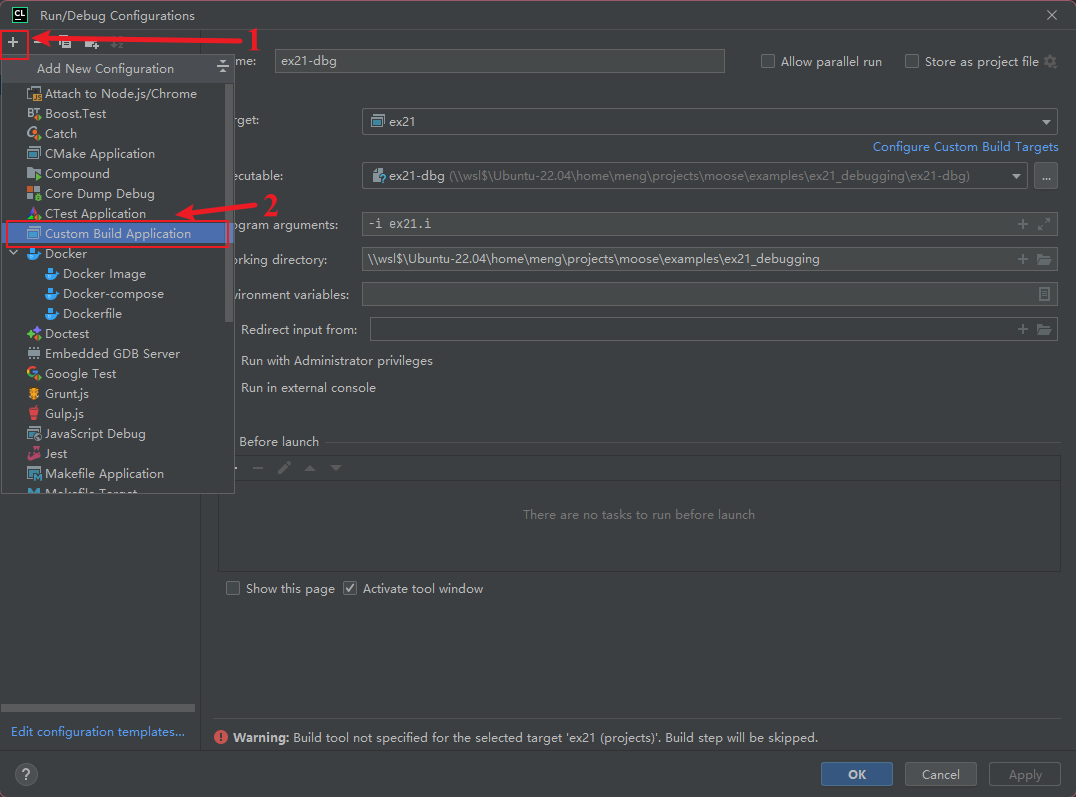 CL Run/Debug Configurations
1
Add New Configuration
me: ex21-dbg
Allow parallel run
Store as project file
Attach to Node.js/Chrome
Boost.Test
Catch
CMake Application
Compound
Core Dump Debug
CTest Application
2
Custom Build Application
Docker
Docker Image
Docker-compose
Dockerfile
Doctest
Embedded GDB Server
Google Test
Grunt.js
Gulp.js
JavaScript Debug
Jest
Makefile Application
Makefile Target
rget: ex21
Configure Custom Build Targets
ecutable: ex21-dbg (\\wsl$\Ubuntu-22.04\home\meng\projects\moose\examples\ex21_debugging\ex21-dbg)
...
ogram arguments: -i ex21.i
orking directory: \\wsl$\Ubuntu-22.04\home\meng\projects\moose\examples\ex21_debugging
vironment variables:
Redirect input from:
Run with Administrator privileges
Run in external console
Before launch
There are no tasks to run before launch
Show this page
Activate tool window
Edit configuration templates...
Warning: Build tool not specified for the selected target 'ex21 (projects)'. Build step will be skipped.
?
OK
Cancel
Apply